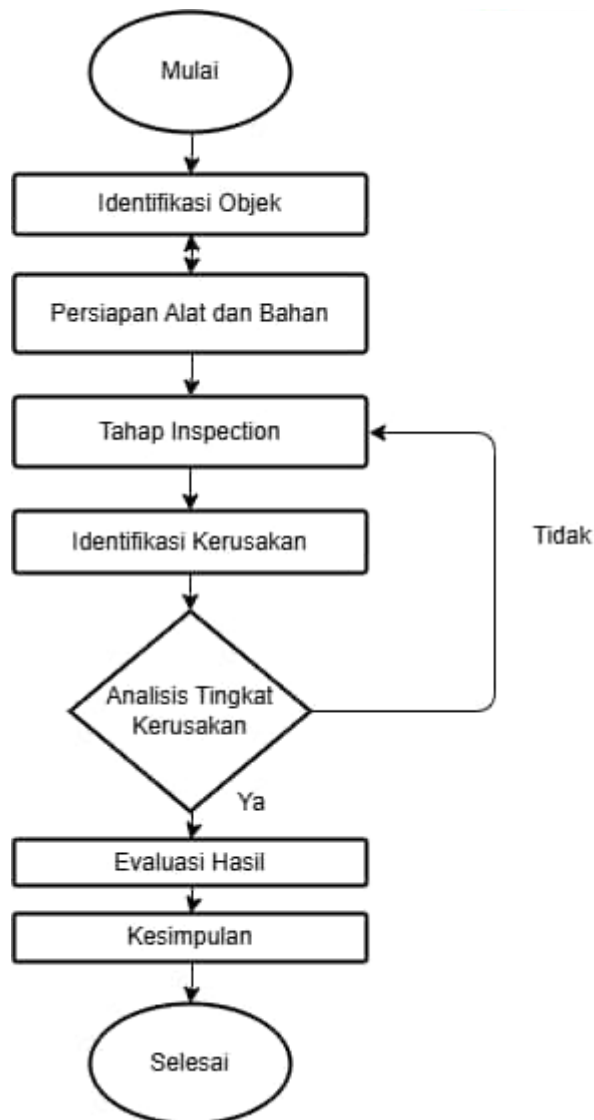 Mulai
Identifikasi Objek
Persiapan Alat dan Bahan
Tahap Inspection
Identifikasi Kerusakan
Tidak
Analisis Tingkat
Kerusakan
Ya
Evaluasi Hasil
Kesimpulan
Selesai